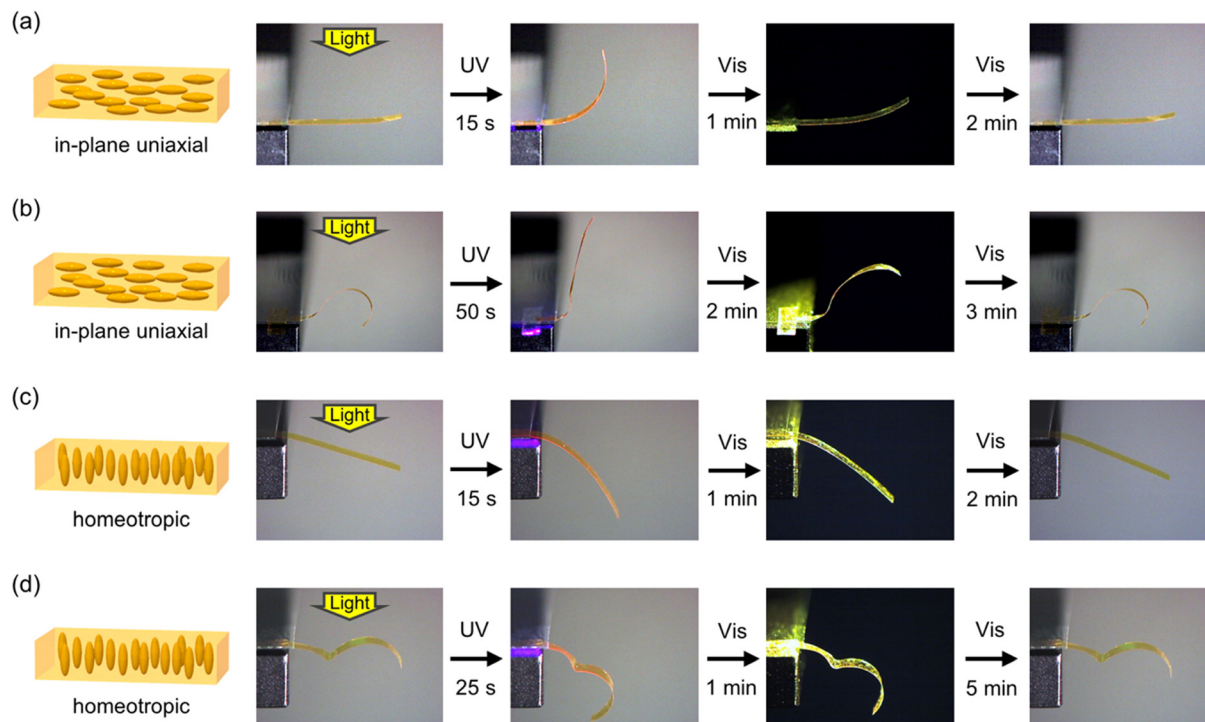 (a)
Light
UV
15 s
Vis
1 min
Vis
2 min
in-plane uniaxial
(b)
Light
UV
50 s
Vis
2 min
Vis
3 min
in-plane uniaxial
(c)
Light
UV
15 s
Vis
1 min
Vis
2 min
homeotropic
(d)
Light
UV
25 s
Vis
1 min
Vis
5 min
homeotropic